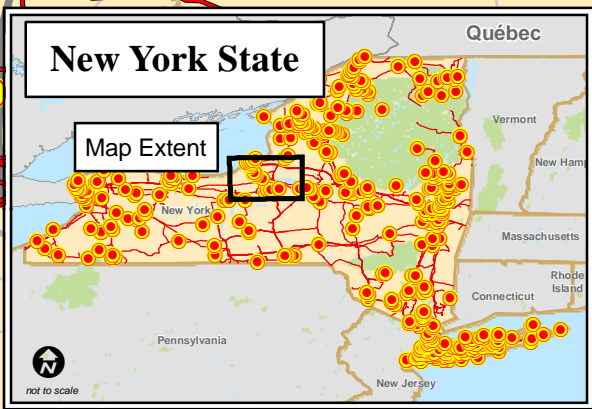 New York State
Québec
Map Extent
Vermont
New Hamp
New York
Massachusetts
Rhode
Island
Connecticut
Pennsylvania
New Jersey
N
not to scale